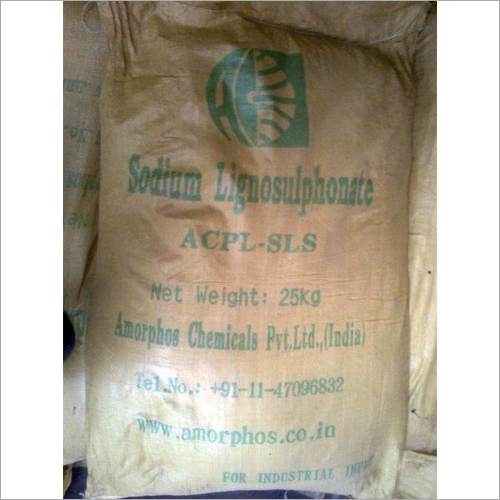 Sodium Lignosulphonate
ACPL-SLS
Net Weight: 25Kg
Amorphos Chemicals Pvt.Ltd.,(India)
Tel.No.: +91-11-47096832
www.amorphos.co.in
FOR INDUSTRIAL